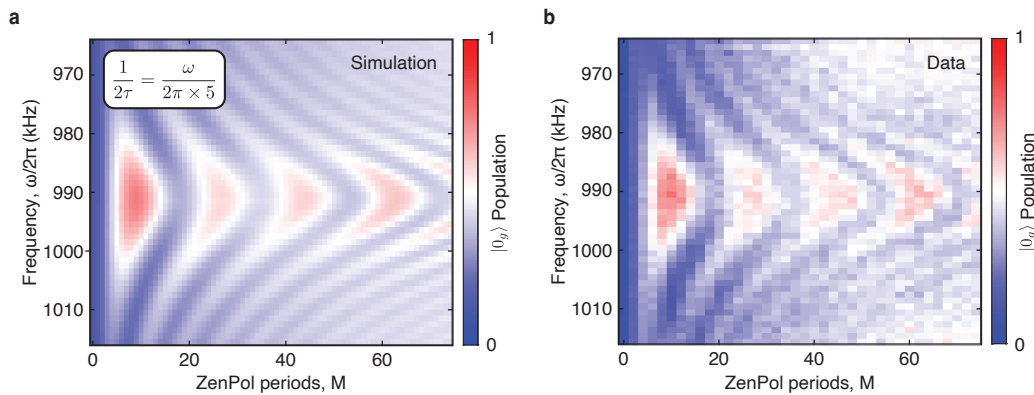 a
Simulation
1/2τ = ω/2π × 5
970
980
990
1000
1010
Frequency, ω/2π (kHz)
0
20
40
60
ZenPol periods, M
1
0
|0g⟩ Population
b
Data
970
980
990
1000
1010
Frequency, ω/2π (kHz)
0
20
40
60
ZenPol periods, M
1
0
|0g⟩ Population